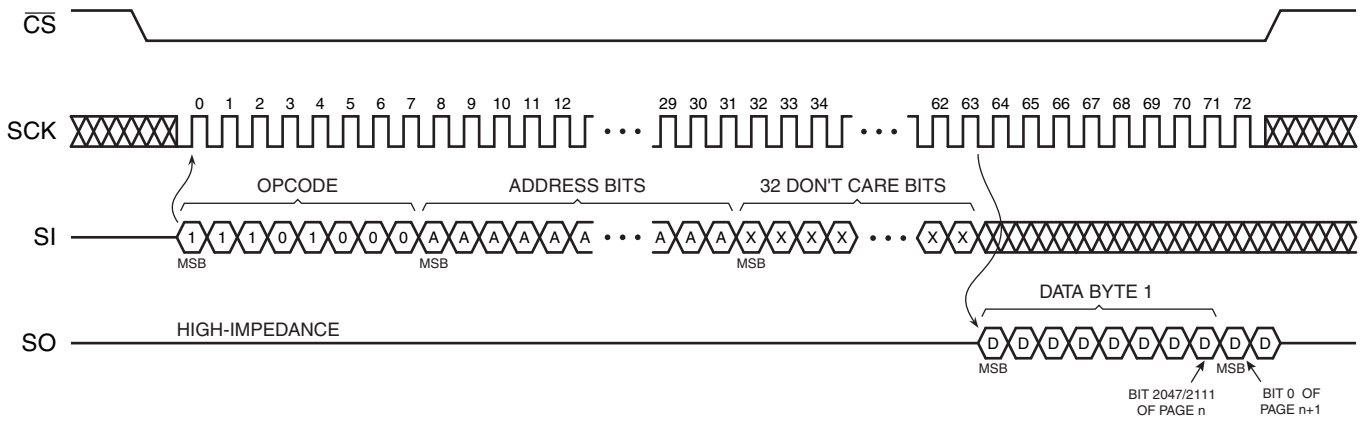 CS
0 1 2 3 4 5 6 7 8 9 10 11 12 29 30 31 32 33 34 62 63 64 65 66 67 68 69 70 71 72
SCK
OPCODE ADDRESS BITS 32 DON'T CARE BITS
SI 1 1 1 0 1 0 0 0 A A A A A A A A A X X X X X X
MSB MSB MSB
DATA BYTE 1
HIGH-IMPEDANCE
SO D D D D D D D D D D
MSB MSB
BIT 2047/2111 BIT 0 OF
OF PAGE n PAGE n+1